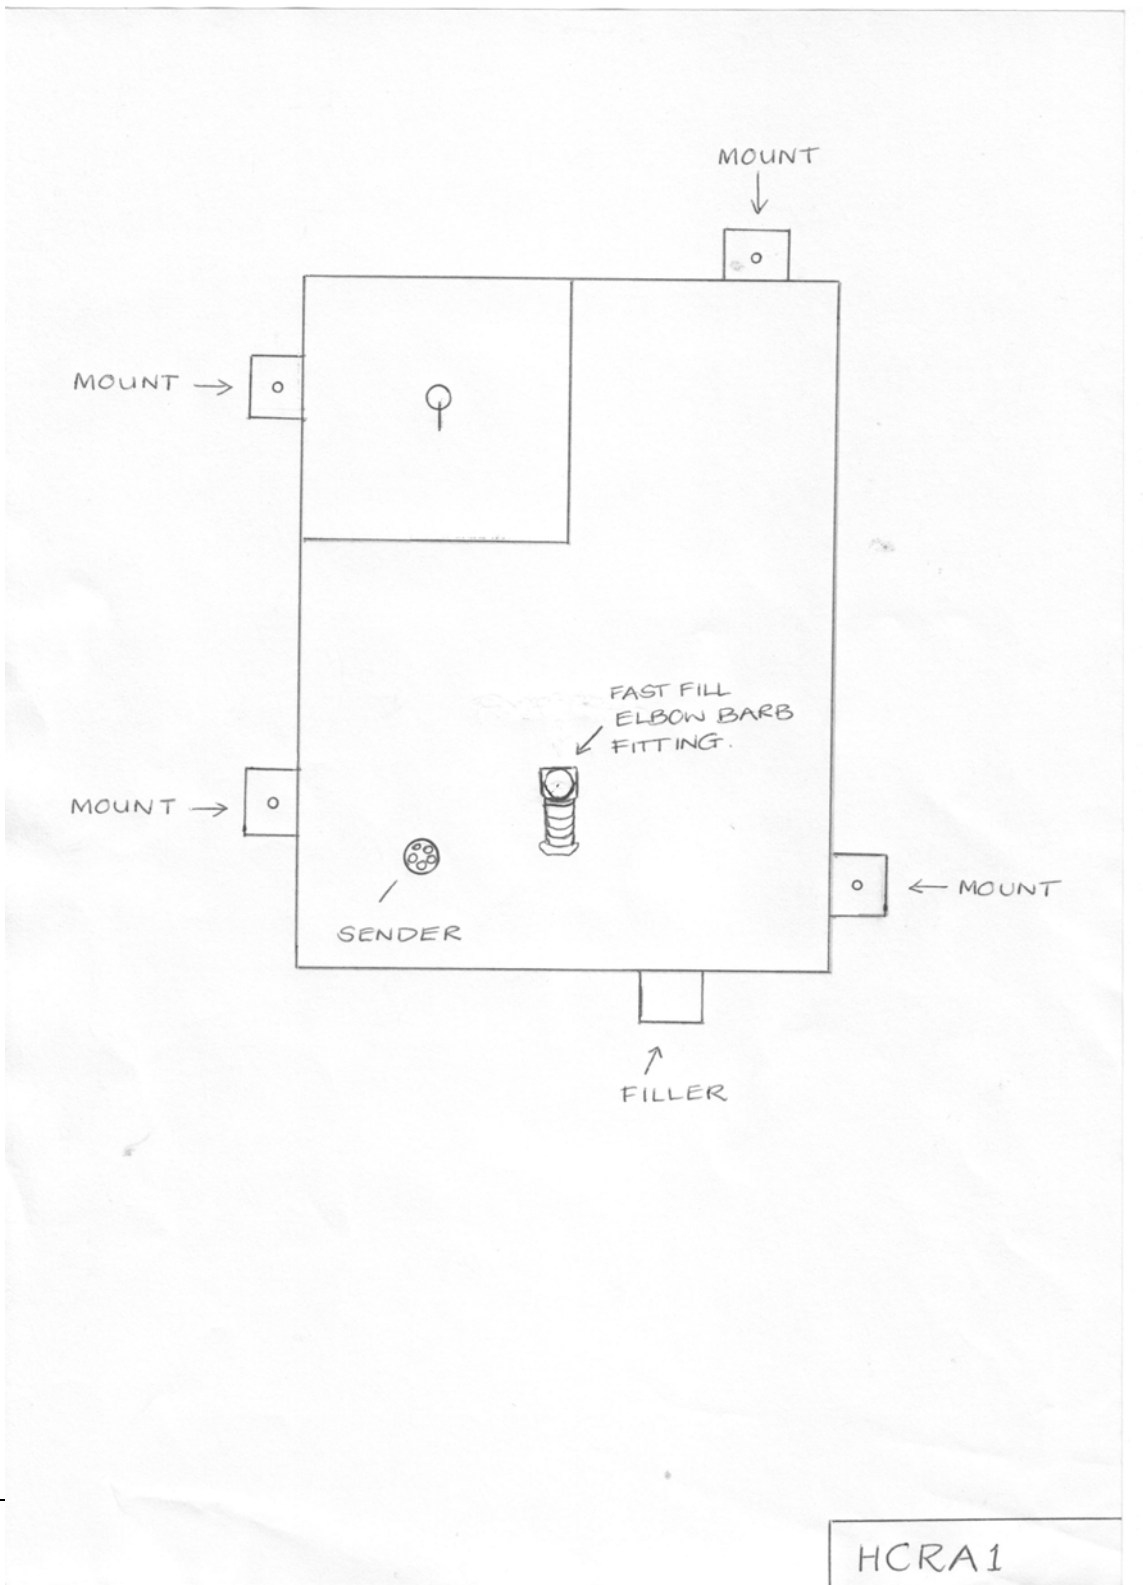 MOUNT
MOUNT →
FAST FILL
ELBOW BARB
FITTING.
MOUNT →
← MOUNT
SENDER
FILLER
HCRA1